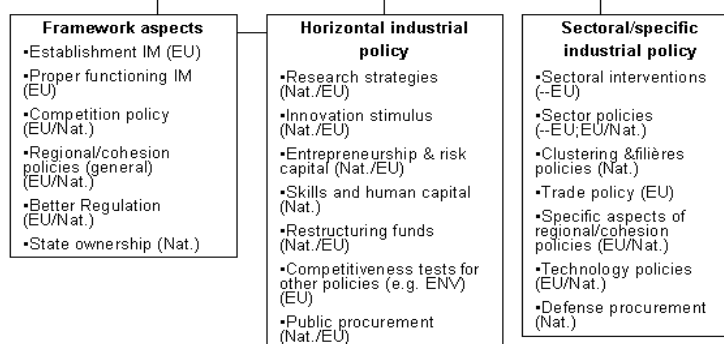 Framework aspects
▪Establishment IM (EU)
▪Proper functioning IM
(EU)
▪Competition policy
(EU/Nat.)
▪Regional/cohesion
policies (general)
(EU/Nat.)
▪Better Regulation
(EU/Nat.)
▪State ownership (Nat.)
Horizontal industrial
policy
▪Research strategies
(Nat./EU)
▪Innovation stimulus
(Nat./EU)
▪Entrepreneurship & risk
capital (Nat./EU)
▪Skills and human capital
(Nat.)
▪Restructuring funds
(Nat./EU)
▪Competitiveness tests for
other policies (e.g. ENV)
(EU)
▪Public procurement
(Nat./EU)
Sectoral/specific
industrial policy
▪Sectoral interventions
(--EU)
▪Sector policies
(--EU;EU/Nat.)
▪Clustering &filières
policies (Nat.)
▪Trade policy (EU)
▪Specific aspects of
regional/cohesion
policies (EU/Nat.)
▪Technology policies
(EU/Nat.)
▪Defense procurement
(Nat.)